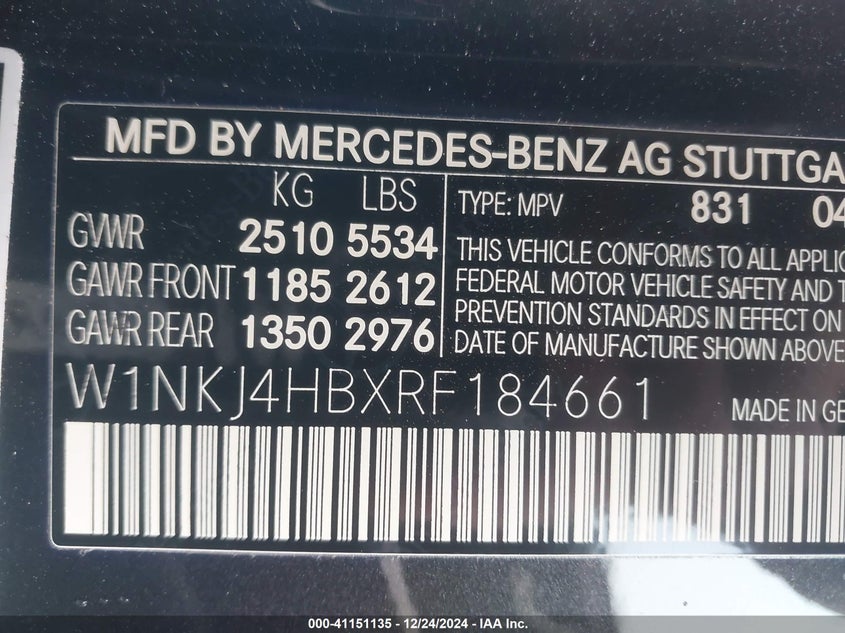 MFD BY MERCEDES-BENZ AG STUTTGA
KG LBS
TYPE: MPV 831 04
GVWR 2510 5534
GAWR FRONT 1185 2612
GAWR REAR 1350 2976
THIS VEHICLE CONFORMS TO ALL APPLIC
FEDERAL MOTOR VEHICLE SAFETY AND T
PREVENTION STANDARDS IN EFFECT ON
DATE OF MANUFACTURE SHOWN ABOVE
W1NKJ4HBXRF184661
MADE IN GE
000-41151135 - 12/24/2024 - IAA Inc.